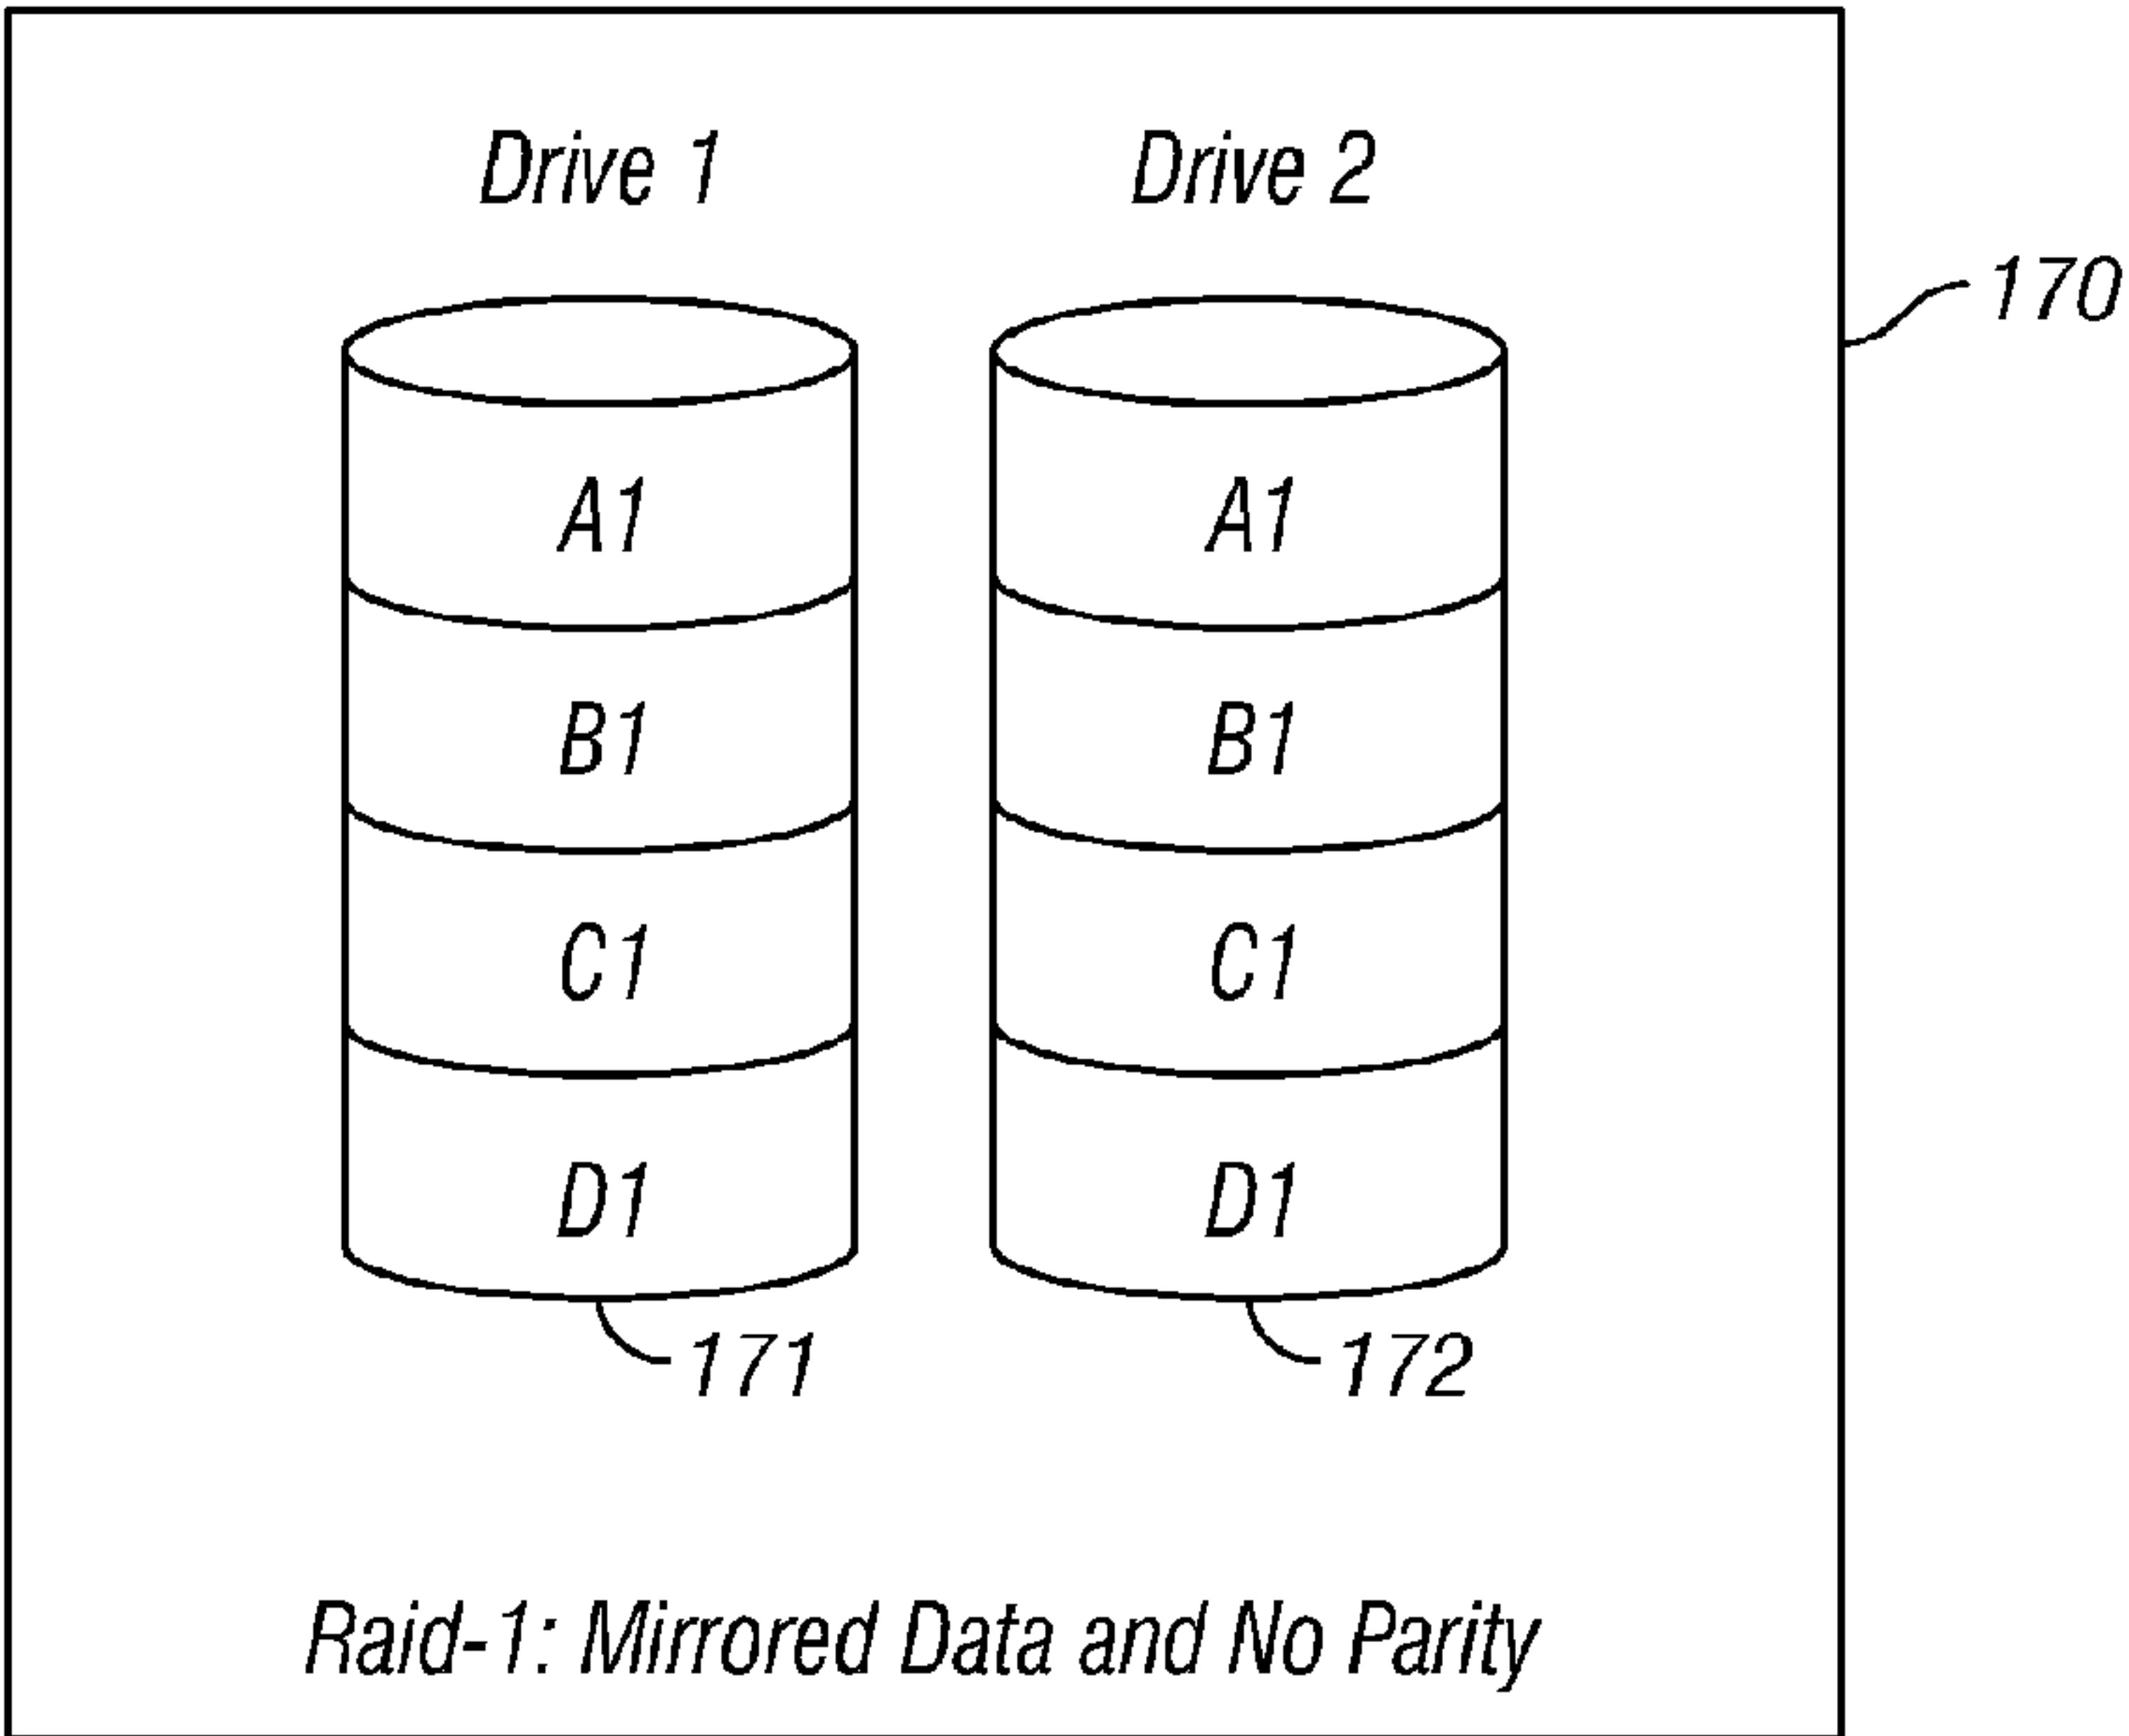 Drive 1 Drive 2
170
A1 A1
B1 B1
C1 C1
D1 D1
171 172
Raid-1: Mirrored Data and No Parity